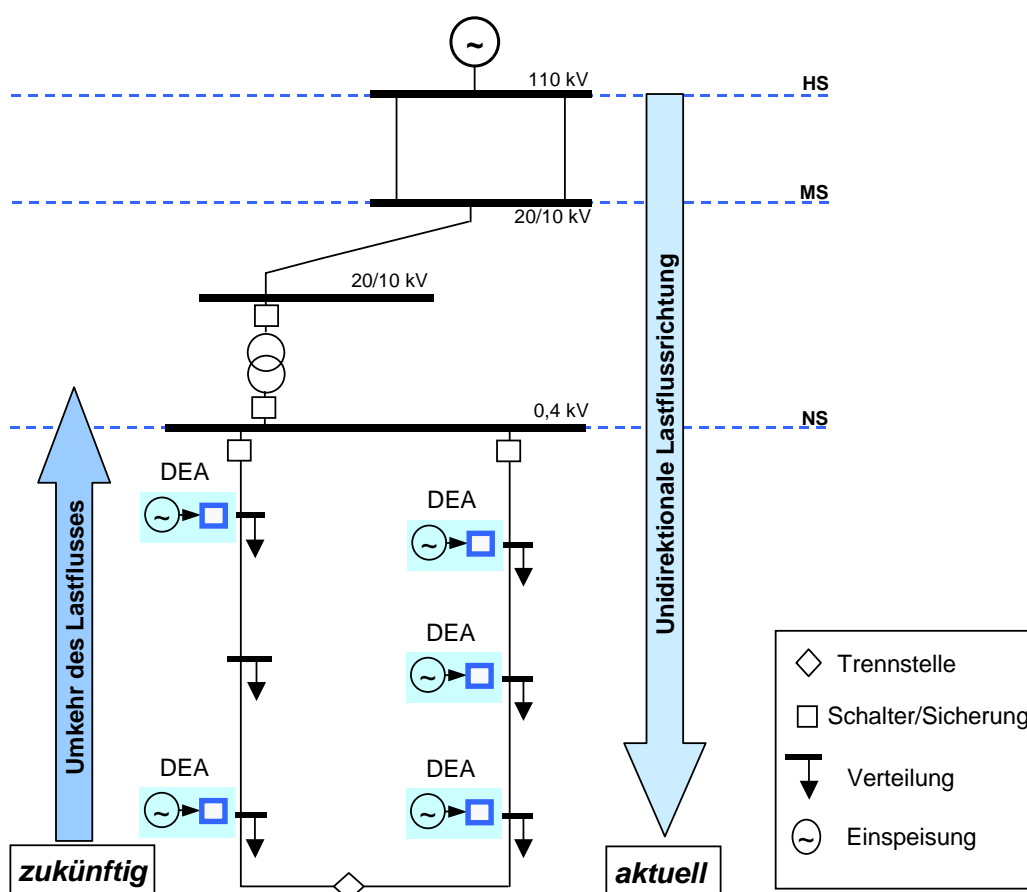 ~
110 kV
HS
MS
20/10 kV
20/10 kV
0,4 kV
NS
DEA
~
DEA
~
DEA
~
DEA
~
DEA
~
Umkehr des Lastflusses
zukünftig
Unidirektionale Lastflussrichtung
aktuell
Trennstelle
Schalter/Sicherung
Verteilung
~ Einspeisung